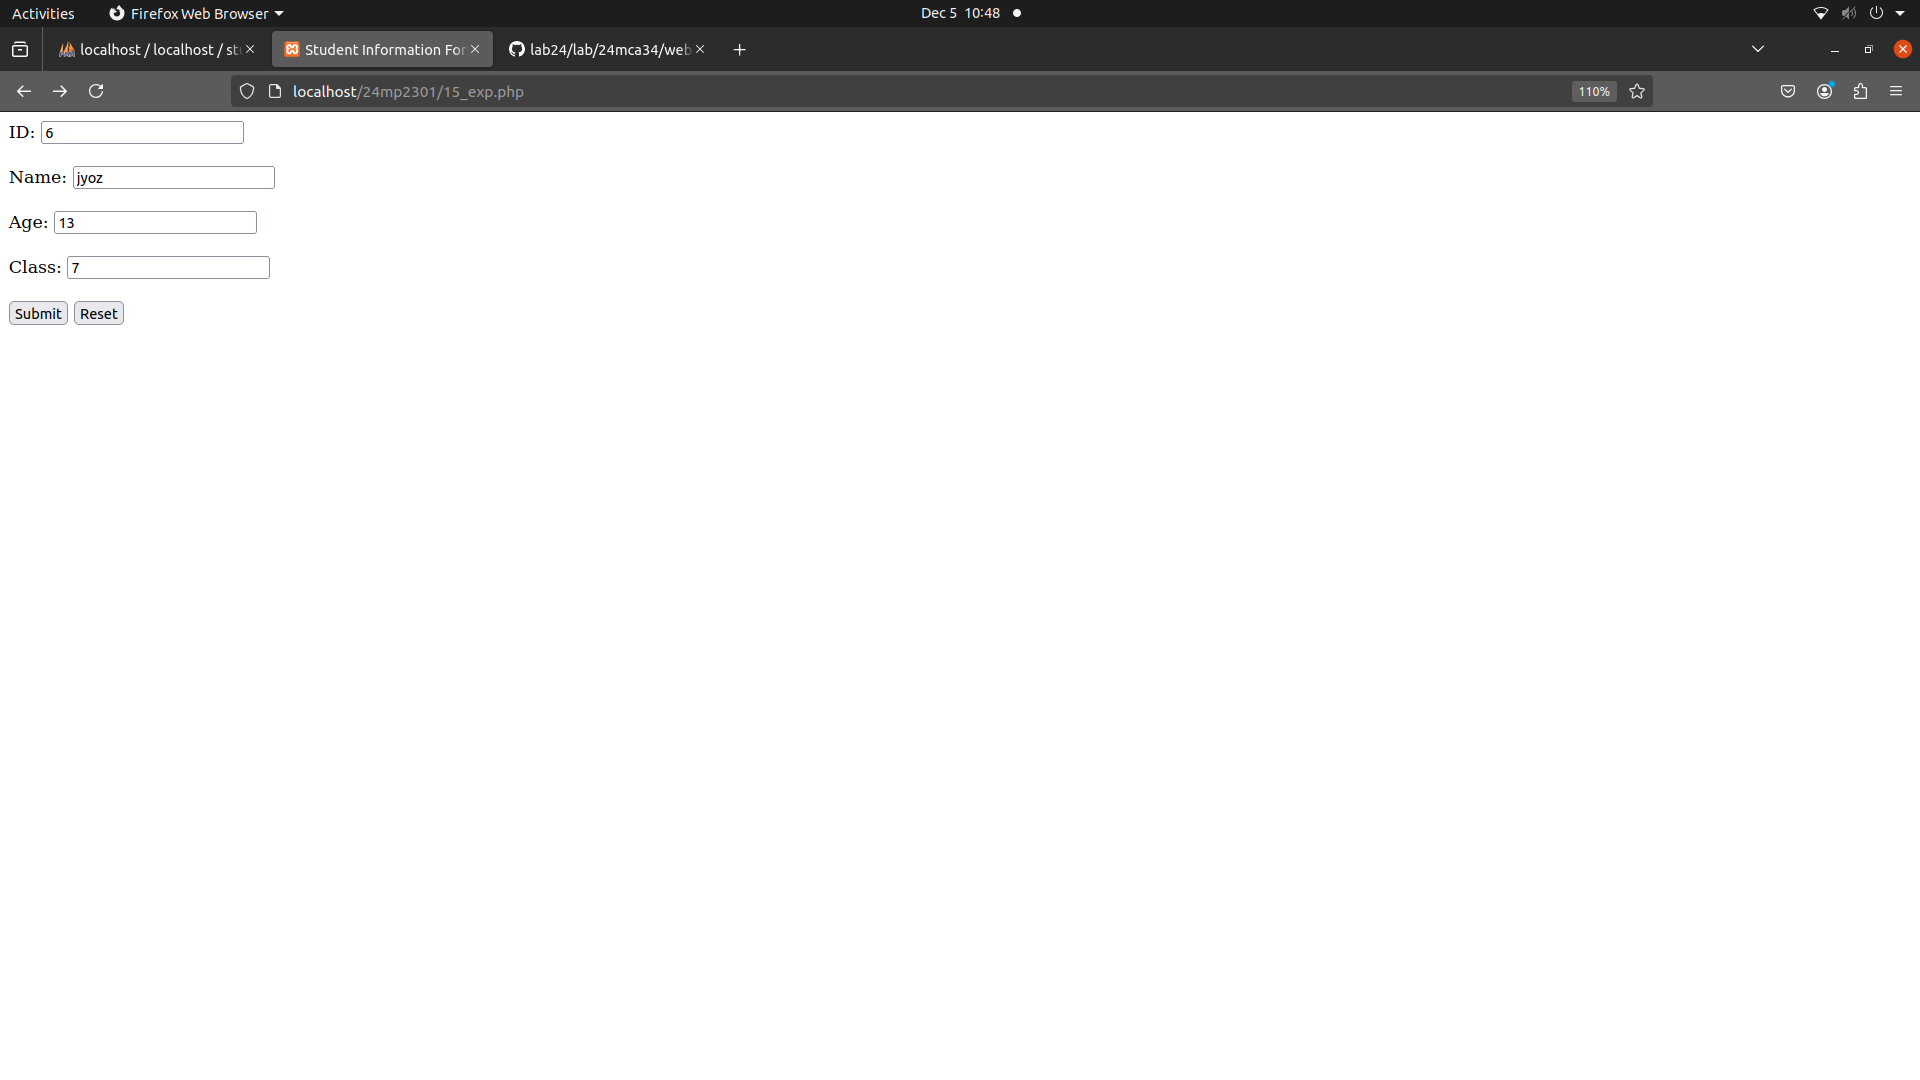 Activities Firefox Web Browser Dec 5 10:48
localhost / localhost / st Student Information For lab24/lab/24mca34/web
localhost/24mp2301/15_exp.php 110%
ID: 6
Name: jyoz
Age: 13
Class: 7
Submit Reset